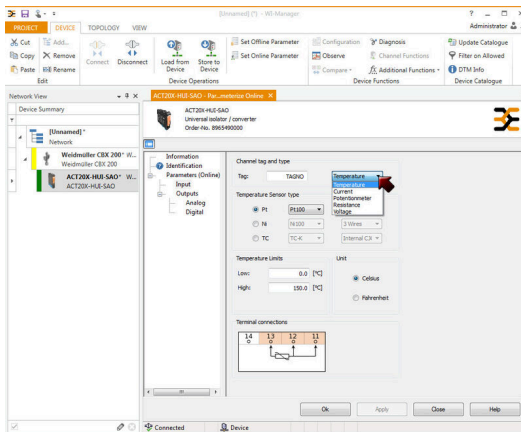 [Unnamed] (*) - WI-Manager
? _ □ X
PROJECT DEVICE TOPOLOGY VIEW
Administrator
Cut
Copy
Paste
Add...
Remove
Rename
Edit
Connect
Disconnect
Load from Device
Store to Device
Device Operations
Set Offline Parameter
Set Online Parameter
Configuration
Observe
Compare
Diagnosis
Channel Functions
Additional Functions
Device Functions
Update Catalogue
Filter on Allowed
DTM Info
Device Catalogue
Network View
Device Summary
[Unnamed] *
Network
Weidmüller CBX 200* W...
Weidmüller CBX 200
ACT20X-HUI-SAO* W...
ACT20X-HUI-SAO
ACT20X-HUI-SAO - Par...meterize Online X
ACT20X-HUI-SAO
Universal isolator / converter
Order-No. 8965490000
Information
Identification
Parameters (Online)
Input
Outputs
Analog
Digital
Channel tag and type
Tag: TAGNO Temperature
Temperature
Current
Potentionmeter
Resistance
Voltage
Temperature Sensor type
Pt Pt100
Ni Ni100 3 Wires
TC TC-K Internal CJC
Temperature Limits
Low: 0.0 [°C]
High: 150.0 [°C]
Unit
Celsius
Fahrenheit
Terminal connections
14 13 12 11
Ok Apply Close Help
Connected Device